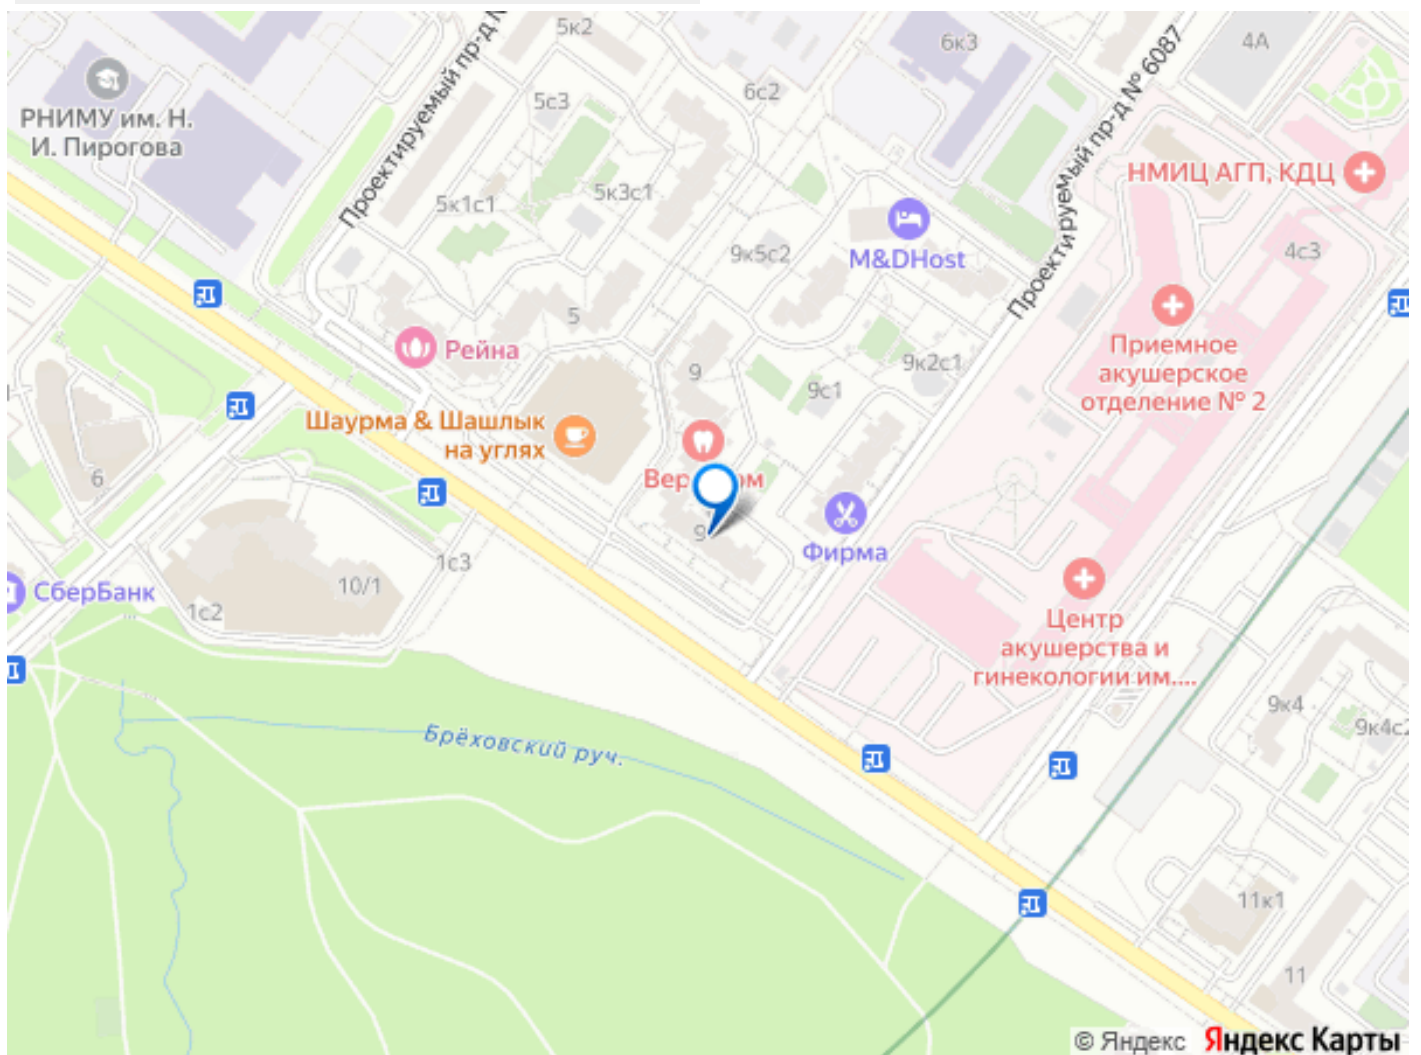 5к2
6к3
4А
Проектируемый пр-д №
Проектируемый пр-д № 6087
6с2
5с3
РНИМУ им. Н.
И. Пирогова
НМИЦ АГП, КДЦ
5к3с1
5к1с1
9к5с2
M&DHost
4с3
5
Рейна
Приемное
акушерское
отделение № 2
9
9с1
9к2с1
Шаурма & Шашлык
на углях
6
9
Фирма
1с3
10/1
СберБанк
1с2
Центр
акушерства и
гинекологии им....
9к4
9к4с2
Брёховский руч.
11к1
11
© Яндекс Яндекс Карты